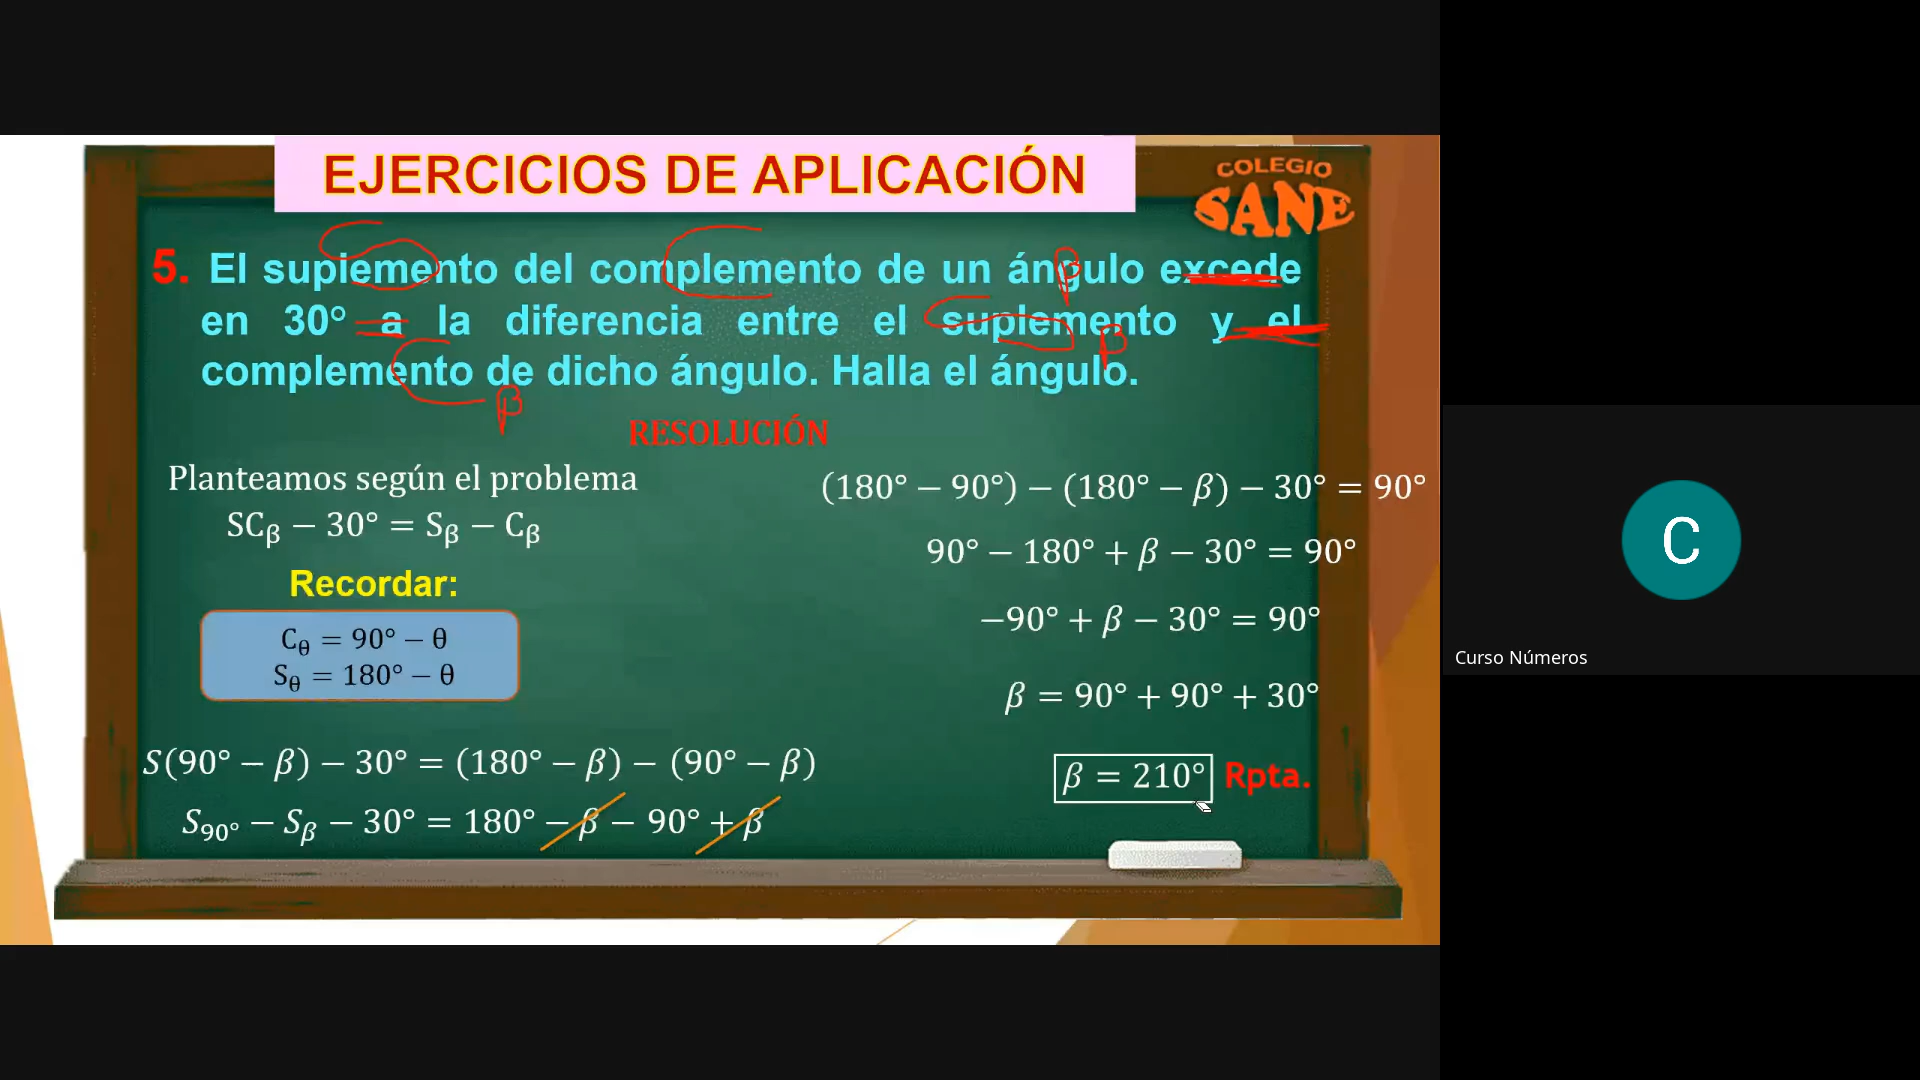 EJERCICIOS DE APLICACIÓN
COLEGIO
SANE
5. El suplemento del complemento de un ángulo excede
β
en 30° a la diferencia entre el suplemento y el
β
complemento de dicho ángulo. Halla el ángulo.
β
RESOLUCIÓN
Planteamos según el problema
SCβ − 30° = Sβ − Cβ
Recordar:
Cθ = 90° − θ
Sθ = 180° − θ
S(90° − β) − 30° = (180° − β) − (90° − β)
S90° − Sβ − 30° = 180° − β − 90° + β
(180° − 90°) − (180° − β) − 30° = 90°
90° − 180° + β − 30° = 90°
−90° + β − 30° = 90°
β = 90° + 90° + 30°
β = 210° Rpta.
C
Curso Números